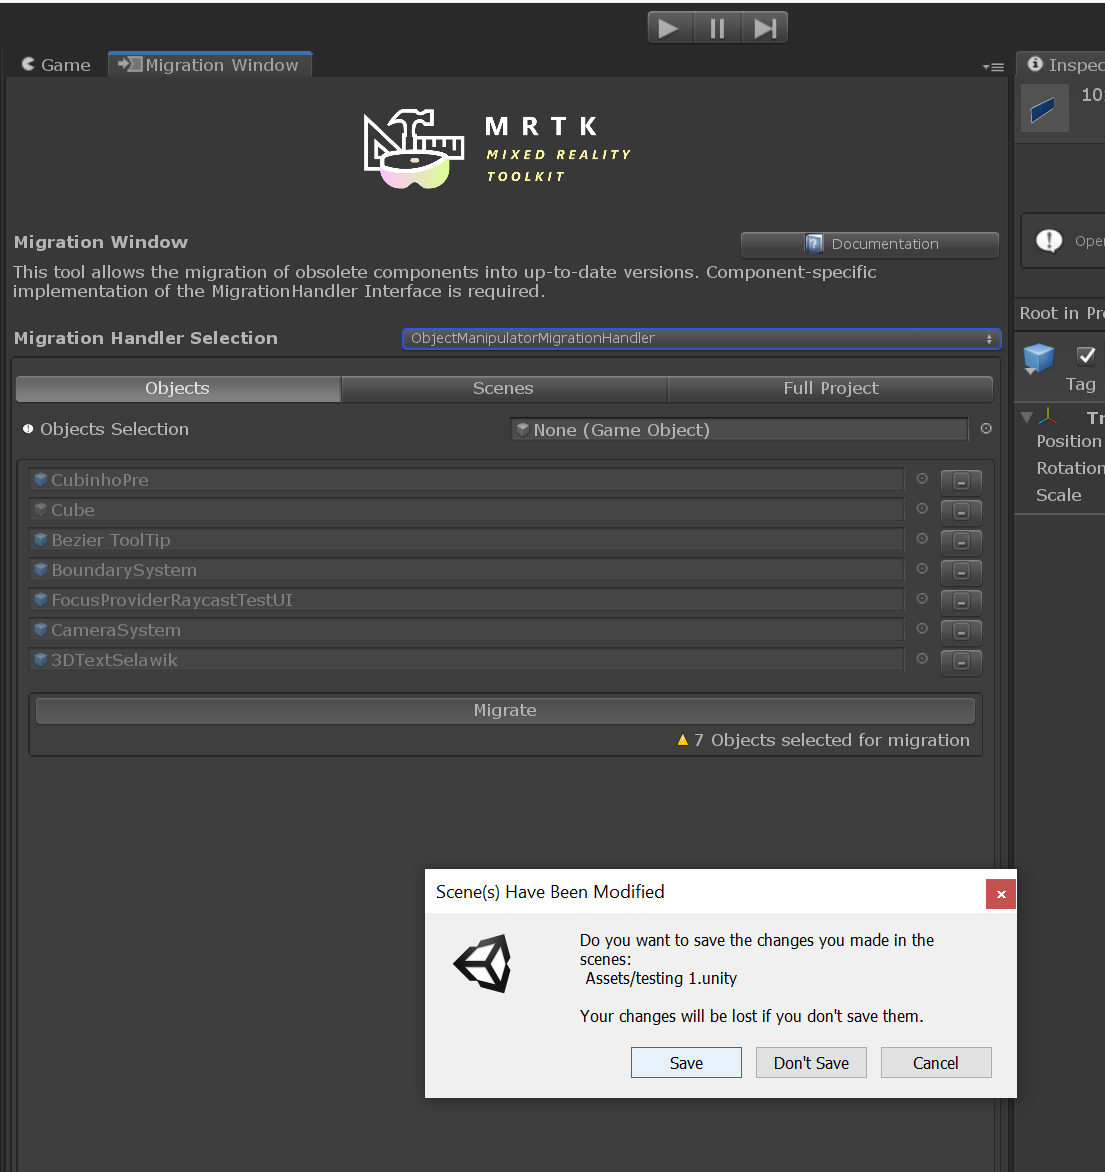 Game
Migration Window
Inspec
MRTK
MIXED REALITY
TOOLKIT
10
Migration Window
Documentation
Open
This tool allows the migration of obsolete components into up-to-date versions. Component-specific
implementation of the MigrationHandler Interface is required.
Root in Pr
Migration Handler Selection
ObjectManipulatorMigrationHandler
Tag
Objects
Scenes
Full Project
Tr
Objects Selection
None (Game Object)
Position
Rotation
Scale
CubinhoPre
Cube
Bezier ToolTip
BoundarySystem
FocusProviderRaycastTestUI
CameraSystem
3DTextSelawik
Migrate
7 Objects selected for migration
Scene(s) Have Been Modified
Do you want to save the changes you made in the
scenes:
Assets/testing 1.unity
Your changes will be lost if you don't save them.
Save
Don't Save
Cancel